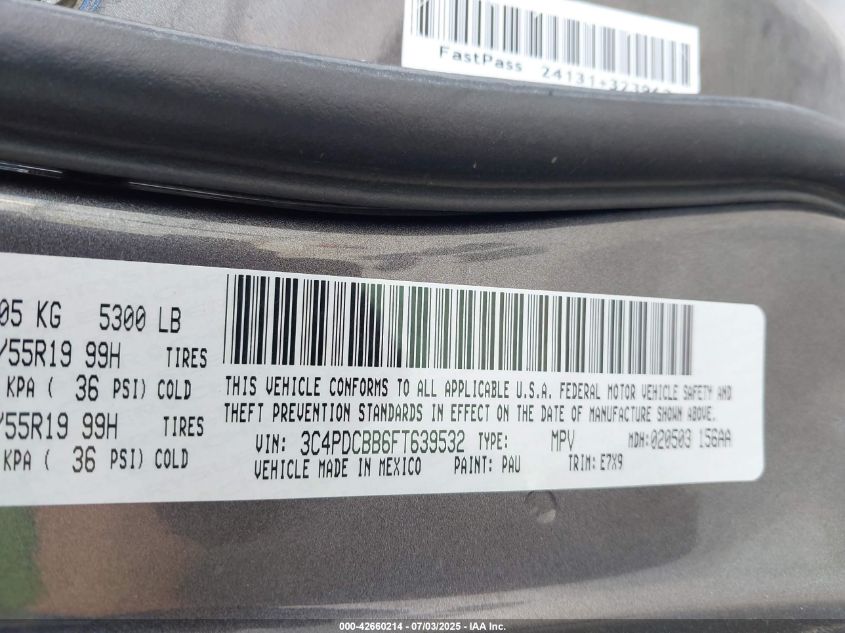 FastPass 24131+
05 KG 5300 LB
/55R19 99H TIRES
KPA ( 36 PSI) COLD
/55R19 99H TIRES
KPA ( 36 PSI) COLD
THIS VEHICLE CONFORMS TO ALL APPLICABLE U.S.A. FEDERAL MOTOR VEHICLE SAFETY AND
THEFT PREVENTION STANDARDS IN EFFECT ON THE DATE OF MANUFACTURE SHOWN ABOVE.
VIN: 3C4PDCBB6FT639532 TYPE: MPV MDH:020503 156AA
VEHICLE MADE IN MEXICO PAINT: PAU TRIM: E7X9
000-42660214 - 07/03/2025 - IAA Inc.